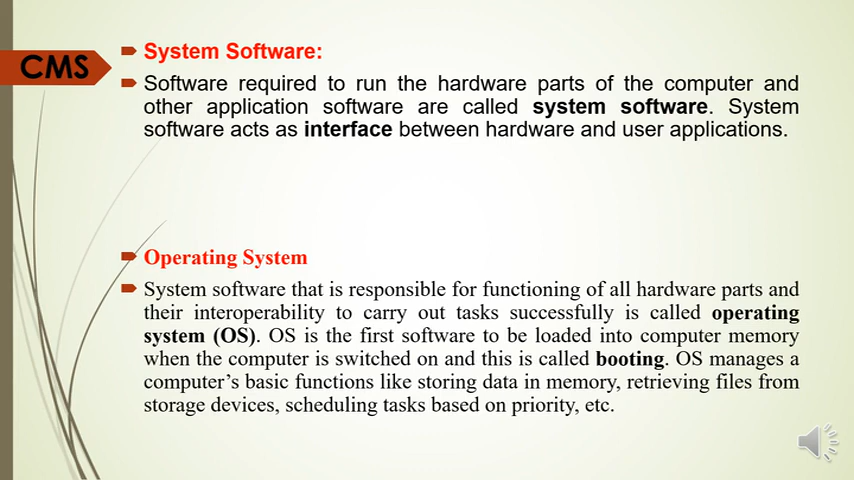 CMS
System Software:
Software required to run the hardware parts of the computer and
other application software are called system software. System
software acts as interface between hardware and user applications.
Operating System
System software that is responsible for functioning of all hardware parts and
their interoperability to carry out tasks successfully is called operating
system (OS). OS is the first software to be loaded into computer memory
when the computer is switched on and this is called booting. OS manages a
computer’s basic functions like storing data in memory, retrieving files from
storage devices, scheduling tasks based on priority, etc.